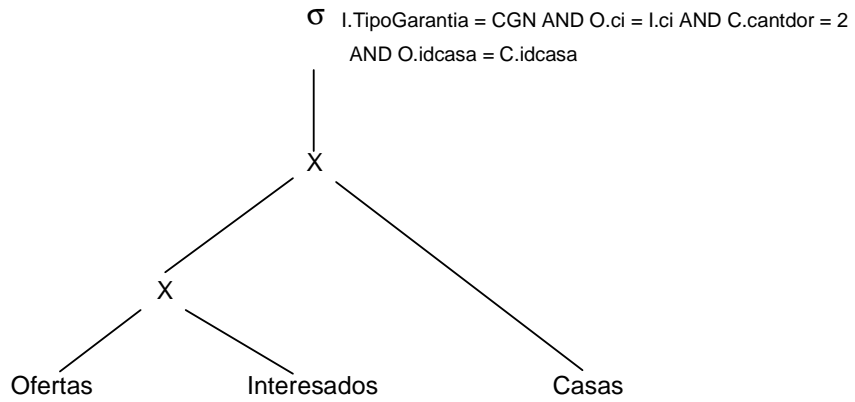 σ I.TipoGarantia = CGN AND O.ci = I.ci AND C.cantdor = 2
AND O.idcasa = C.idcasa
X
X
Ofertas Interesados Casas